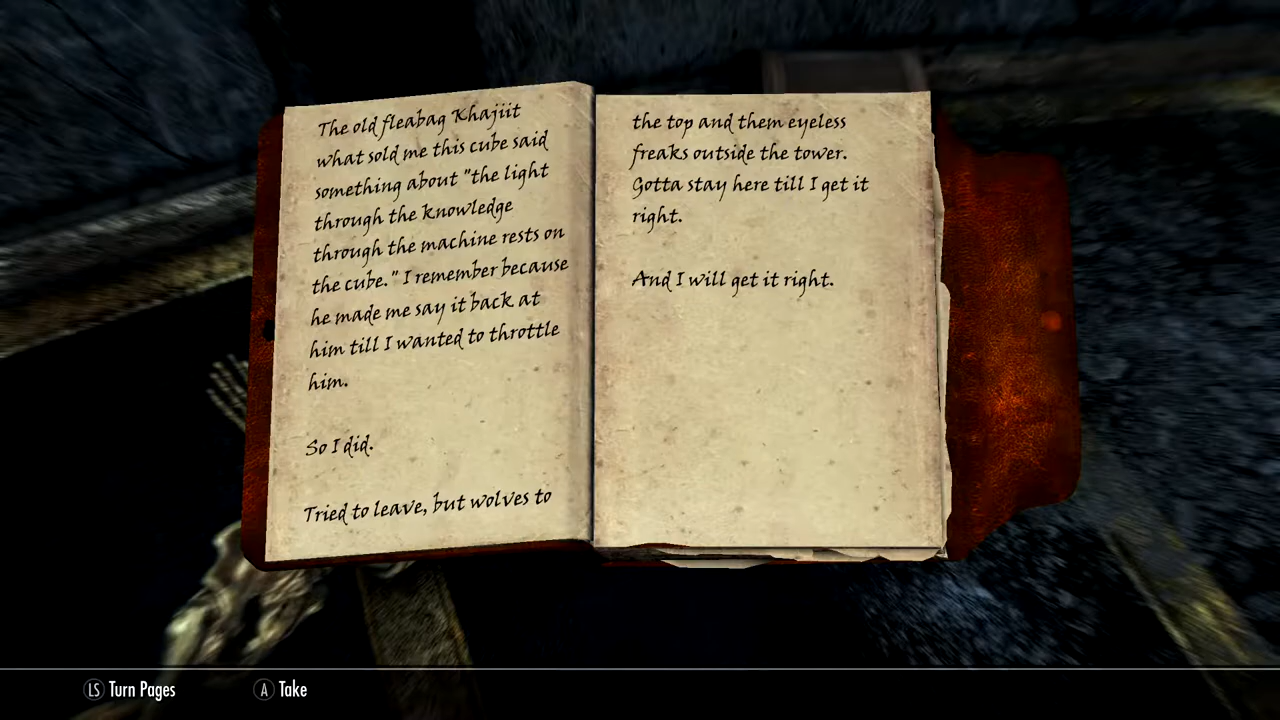 The old fleabag Khajiit
what sold me this cube said
something about "the light
through the knowledge
through the machine rests on
the cube." I remember because
he made me say it back at
him till I wanted to throttle
him.
So I did.
Tried to leave, but wolves to
the top and them eyeless
freaks outside the tower.
Gotta stay here till I get it
right.
And I will get it right.
LS Turn Pages
A Take